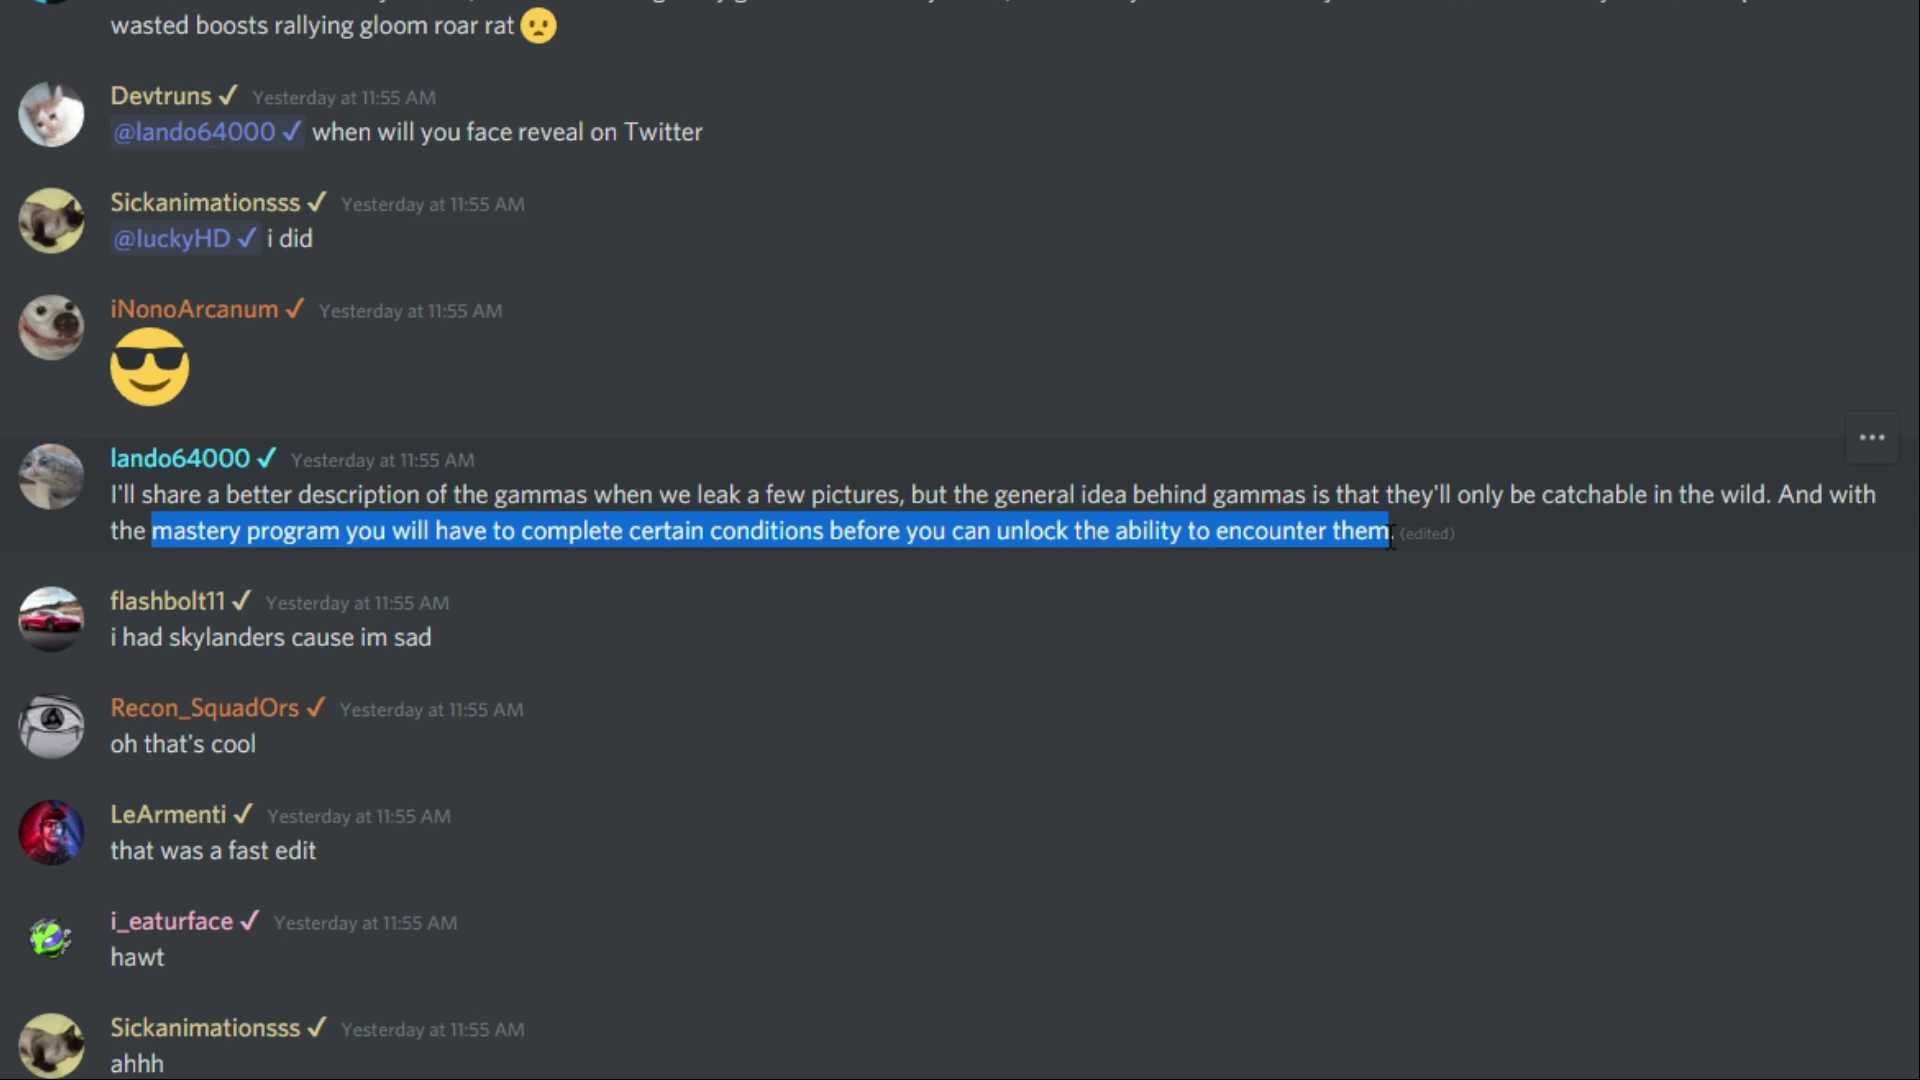 wasted boosts rallying gloom roar rat
Devtruns ✓ Yesterday at 11:55 AM
@lando64000 ✓ when will you face reveal on Twitter
Sickanimationsss ✓ Yesterday at 11:55 AM
@luckyHD ✓ i did
iNonoArcanum ✓ Yesterday at 11:55 AM
lando64000 ✓ Yesterday at 11:55 AM
I'll share a better description of the gammas when we leak a few pictures, but the general idea behind gammas is that they'll only be catchable in the wild. And with
the mastery program you will have to complete certain conditions before you can unlock the ability to encounter them. (edited)
flashbolt11 ✓ Yesterday at 11:55 AM
i had skylanders cause im sad
Recon_SquadOrs ✓ Yesterday at 11:55 AM
oh that's cool
LeArmenti ✓ Yesterday at 11:55 AM
that was a fast edit
i_eaturface ✓ Yesterday at 11:55 AM
hawt
Sickanimationsss ✓ Yesterday at 11:55 AM
ahhh